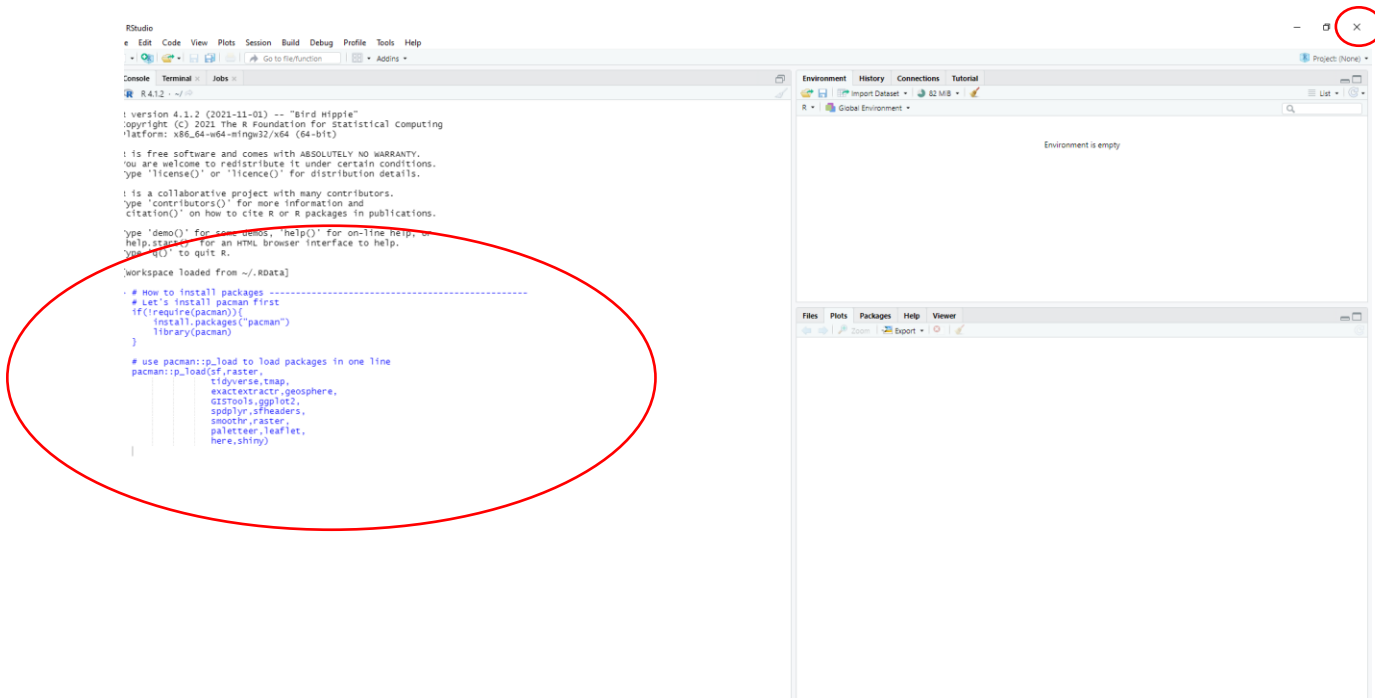 RStudio
e Edit Code View Plots Session Build Debug Profile Tools Help
Go to file/function Addins
Project: (None)
Console Terminal Jobs
R 4.1.2 · ~/
R version 4.1.2 (2021-11-01) -- "Bird Hippie"
Copyright (C) 2021 The R Foundation for Statistical Computing
Platform: x86_64-w64-mingw32/x64 (64-bit)
R is free software and comes with ABSOLUTELY NO WARRANTY.
You are welcome to redistribute it under certain conditions.
Type 'license()' or 'licence()' for distribution details.
R is a collaborative project with many contributors.
Type 'contributors()' for more information and
citation()' on how to cite R or R packages in publications.
Type 'demo()' for some demos, 'help()' for on-line help, or
help.start()' for an HTML browser interface to help.
Type 'q()' to quit R.
[Workspace loaded from ~/.RData]
# How to install packages -------------------------------------------------
# Let's install pacman first
if(!require(pacman)){
install.packages("pacman")
library(pacman)
}
# use pacman::p_load to load packages in one line
pacman::p_load(sf,raster,
tidyverse,tmap,
exactextractr,geosphere,
GISTools,ggplot2,
spdplyr,sfheaders,
smoothr,raster,
paletteer,leaflet,
here,shiny)
Environment History Connections Tutorial
Import Dataset 82 MiB List
R Global Environment
Environment is empty
Files Plots Packages Help Viewer
Zoom Export